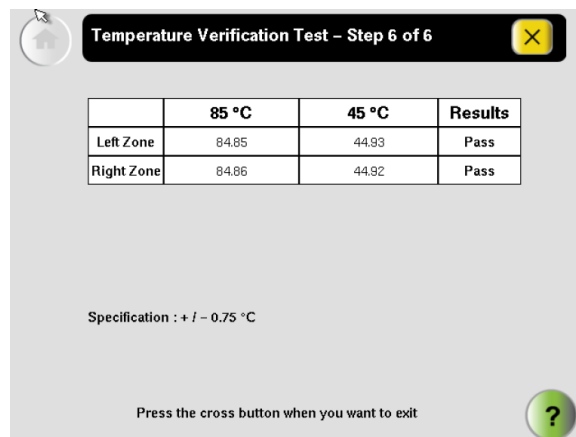 Temperature Verification Test – Step 6 of 6
85 °C 45 °C Results
Left Zone 84.85 44.93 Pass
Right Zone 84.86 44.92 Pass
Specification : + / – 0.75 °C
Press the cross button when you want to exit
?